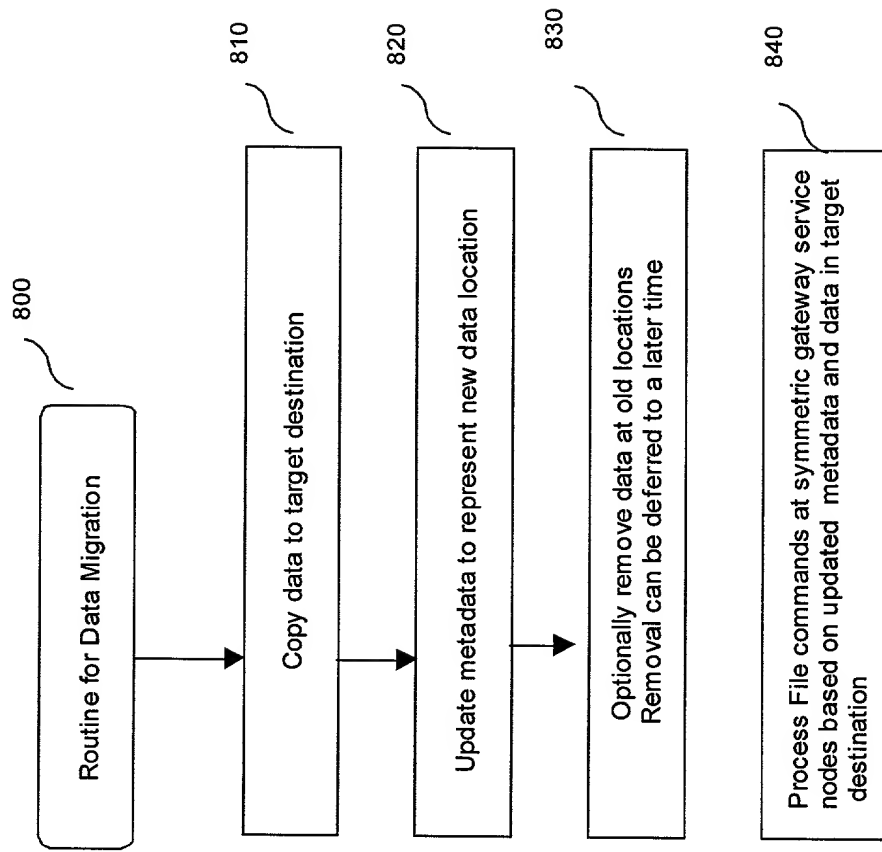 800
Routine for Data Migration
810
Copy data to target destination
820
Update metadata to represent new data location
830
Optionally remove data at old locations
Removal can be deferred to a later time
840
Process File commands at symmetric gateway service
nodes based on updated metadata and data in target
destination